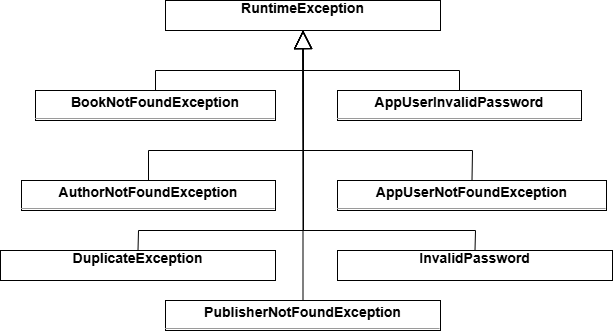 RuntimeException
BookNotFoundException
AppUserInvalidPassword
AuthorNotFoundException
AppUserNotFoundException
DuplicateException
InvalidPassword
PublisherNotFoundException